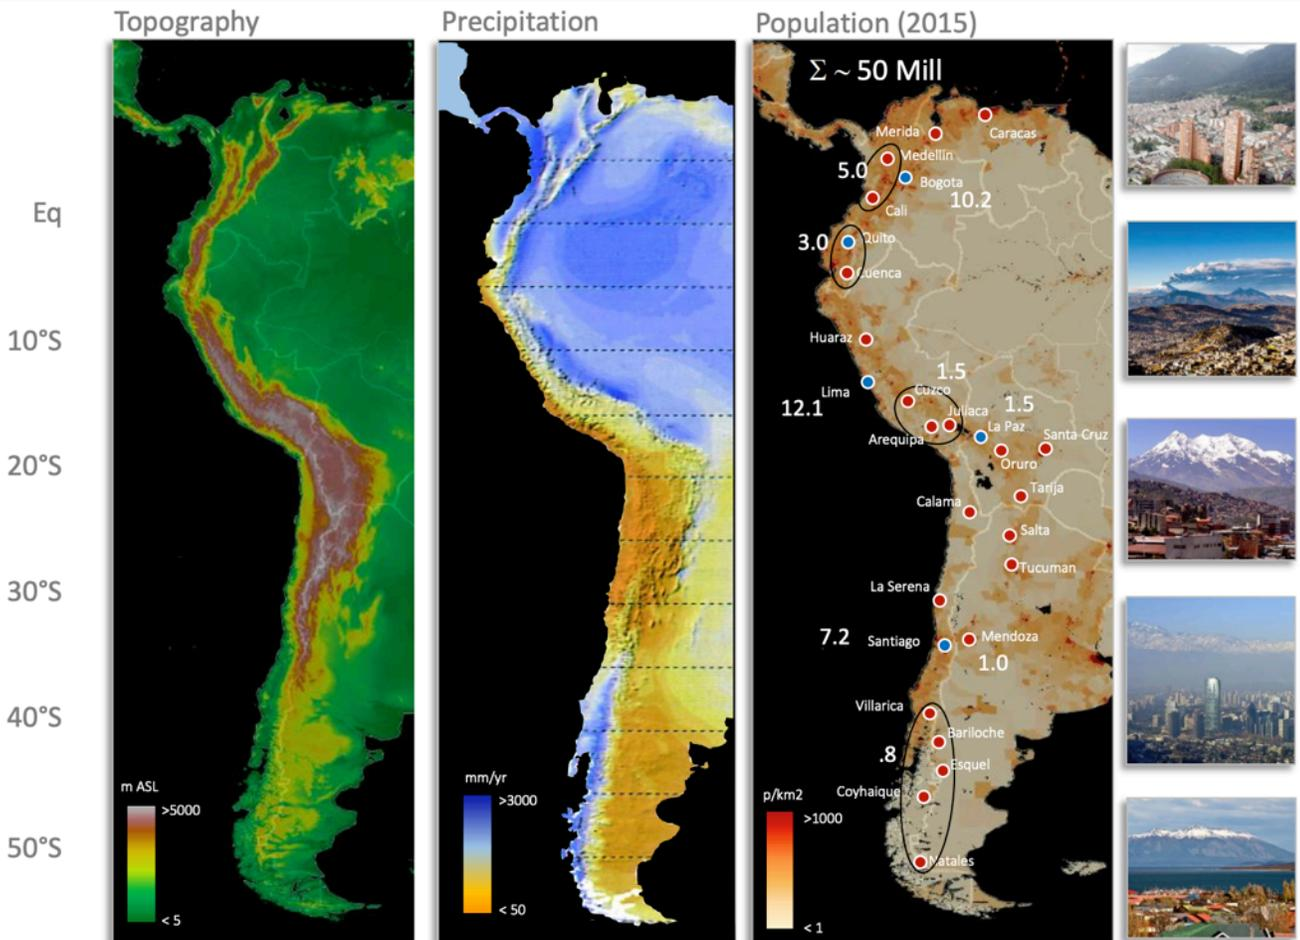 Topography
Precipitation
Population (2015)
Σ ~ 50 Mill
Merida
Caracas
Medellin
5.0
Bogota
10.2
Cali
Eq
3.0
Quito
Cuenca
10°S
Huaraz
1.5
Lima
Cuzco
12.1
1.5
Juliaca
La Paz
Arequipa
Santa Cruz
20°S
Oruro
Tarija
Calama
Salta
Tucuman
30°S
La Serena
7.2
Santiago
Mendoza
1.0
40°S
Villarica
Bariloche
.8
Esquel
Coyhaique
m ASL
>5000
< 5
mm/yr
>3000
< 50
p/km2
>1000
< 1
50°S
Natales